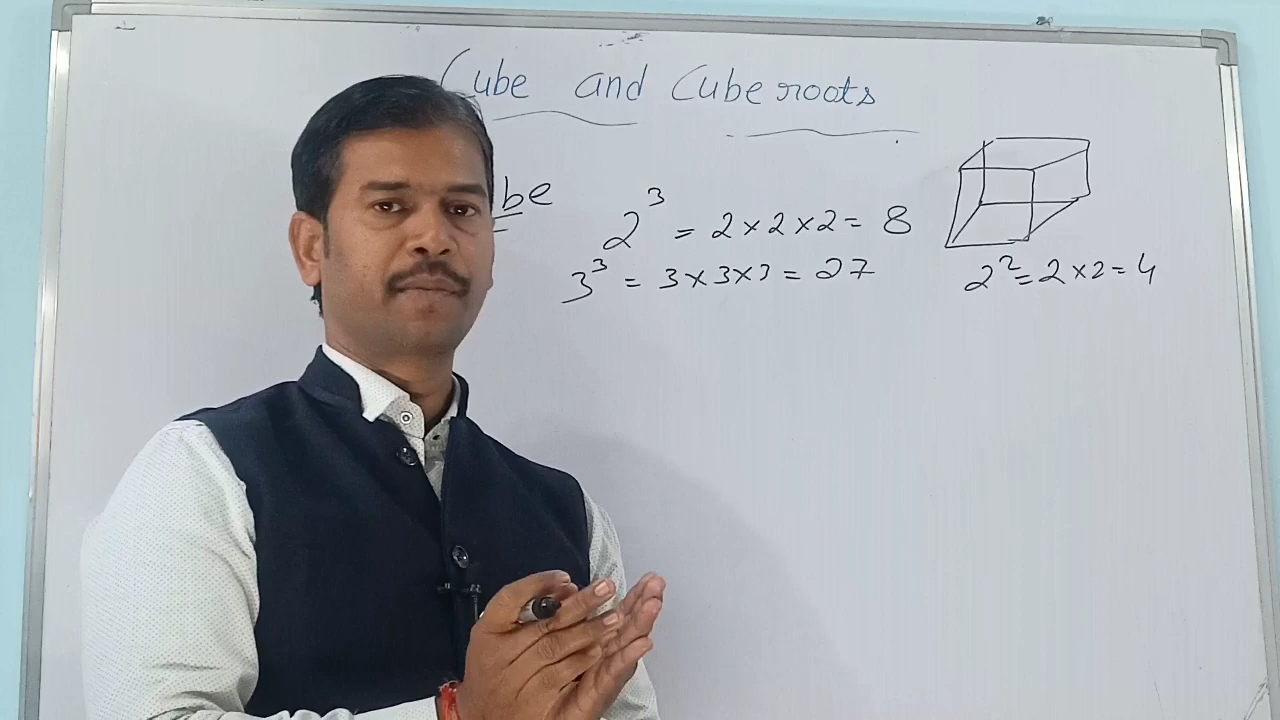 Cube and Cube roots
be
2³ = 2 × 2 × 2 = 8
3³ = 3 × 3 × 3 = 27
2² = 2 × 2 = 4